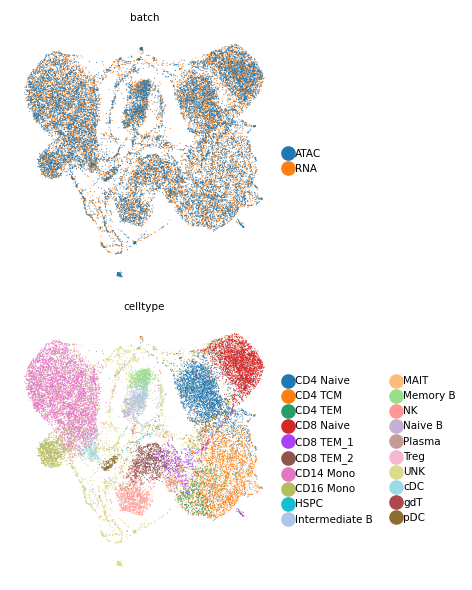 batch
ATAC
RNA
celltype
CD4 Naive
CD4 TCM
CD4 TEM
CD8 Naive
CD8 TEM_1
CD8 TEM_2
CD14 Mono
CD16 Mono
HSPC
Intermediate B
MAIT
Memory B
NK
Naive B
Plasma
Treg
UNK
cDC
gdT
pDC